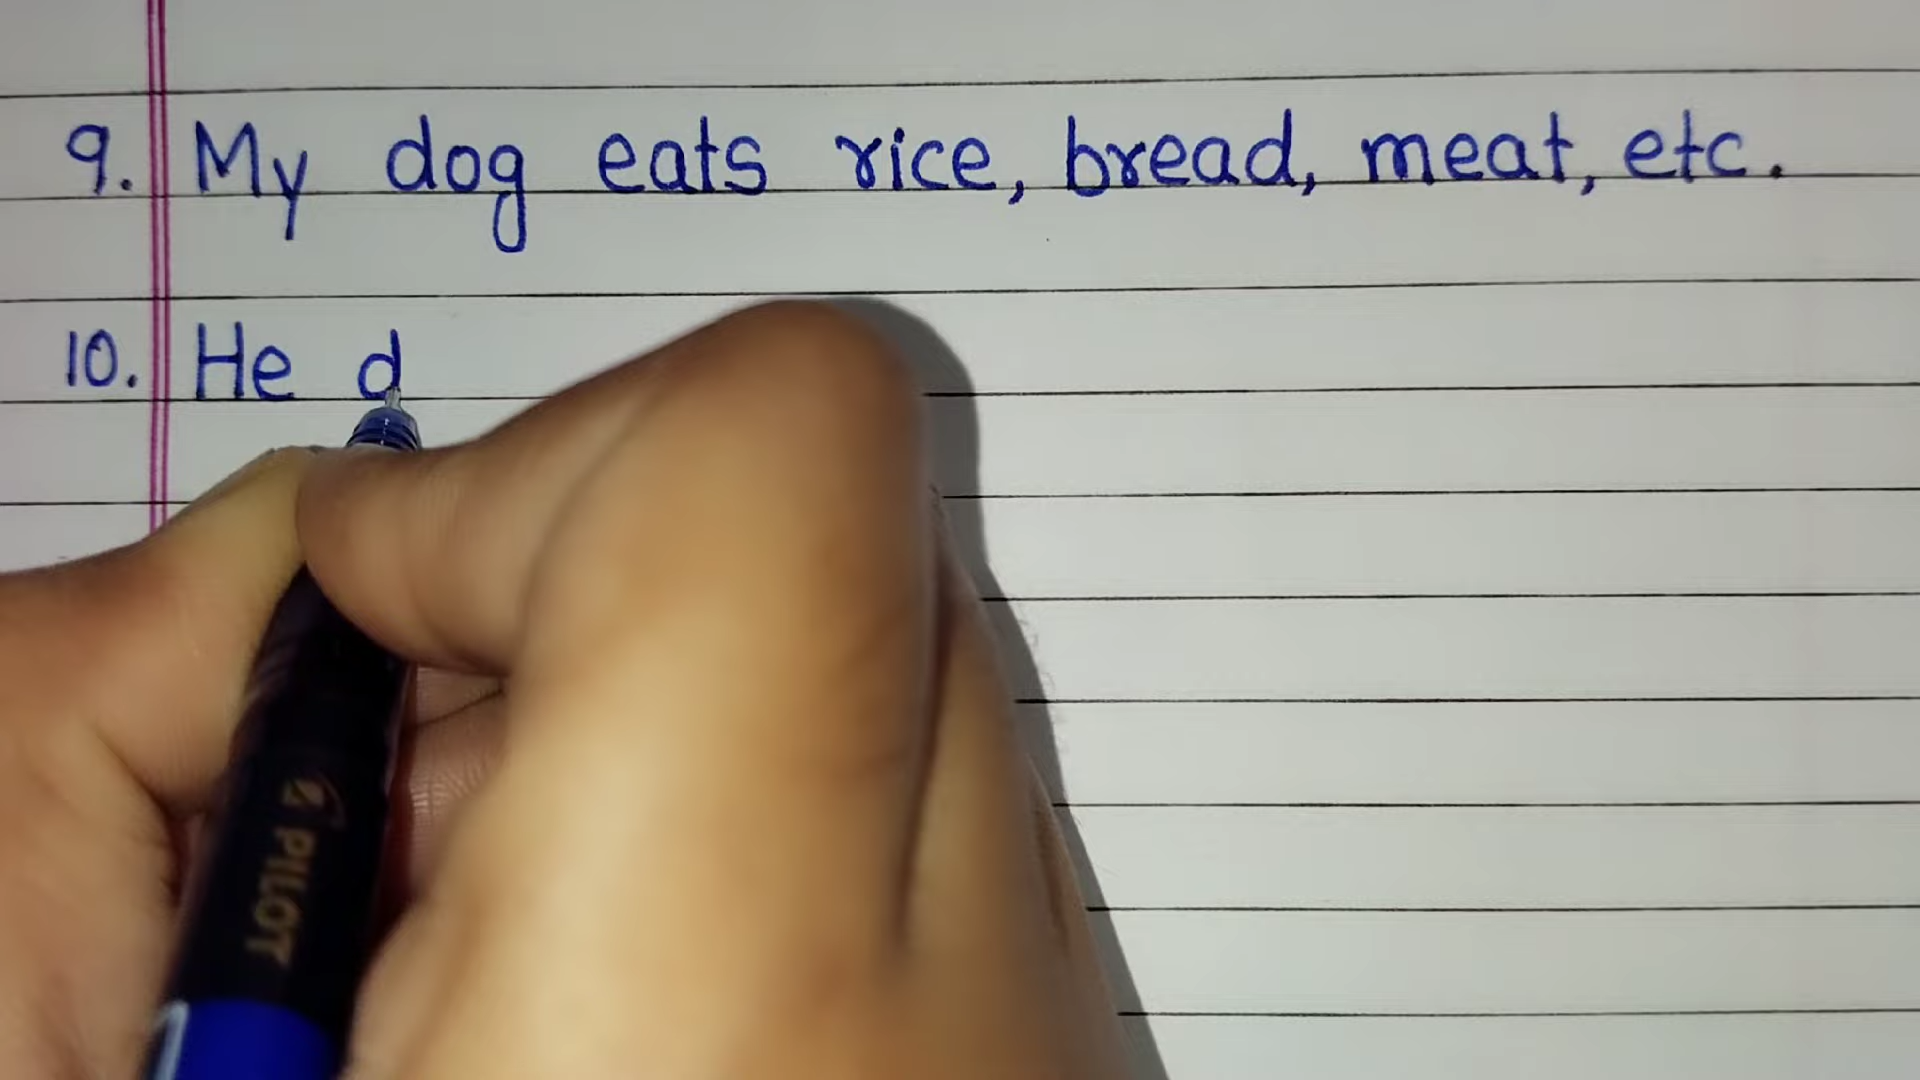 9. My dog eats rice, bread, meat, etc.
10. He d
PILOT